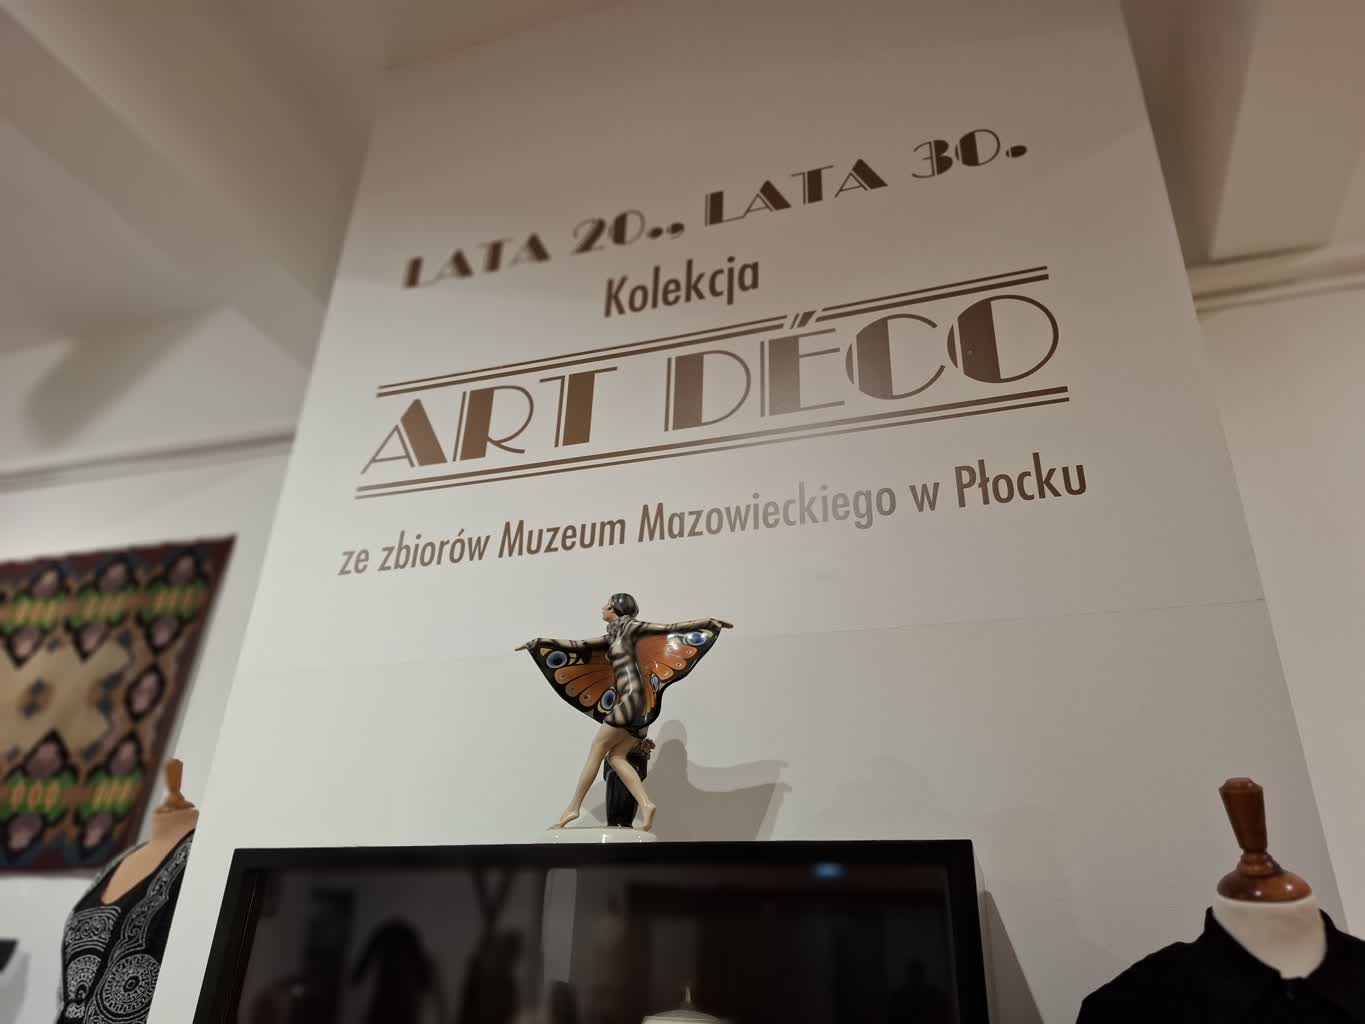 LATA 20., LATA 30.
Kolekcja
ART DÉCO
ze zbiorów Muzeum Mazowieckiego w Płocku